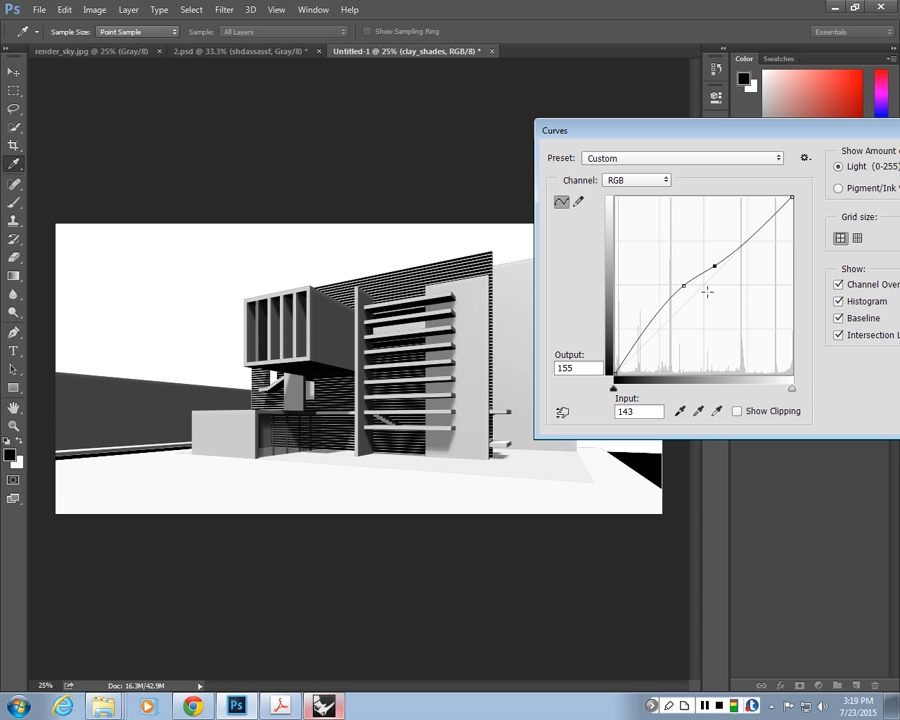 Ps File Edit Image Layer Type Select Filter 3D View Window Help
Sample Size: Point Sample Sample: All Layers Show Sampling Ring Essentials
render_sky.jpg @ 25% (Gray/8) × 2.psd @ 33.3% (shdassassf, Gray/8) * × Untitled-1 @ 25% (clay_shades, RGB/8) * ×
Color Swatches
Curves
Preset: Custom
Show Amount o
Channel: RGB
Light (0-255)
Pigment/Ink
Grid size:
Show:
Channel Over
Histogram
Baseline
Intersection L
Output:
155
Input:
143
Show Clipping
25% Doc: 16.3M/42.9M
fx
Ps
3:19 PM
7/23/2015